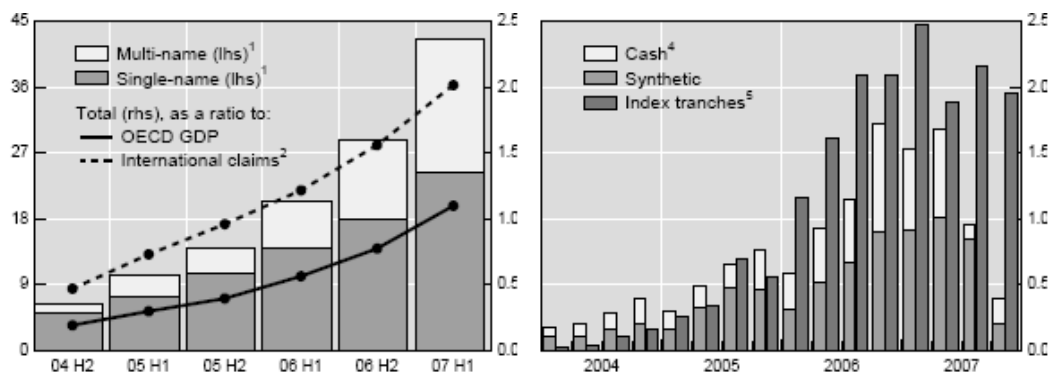 45
36
27
18
9
0
Multi-name (lhs)¹
Single-name (lhs)¹
Total (rhs), as a ratio to:
OECD GDP
International claims²
2.5
2.0
1.5
1.0
0.5
0.0
04 H2 05 H1 05 H2 06 H1 06 H2 07 H1
Cash⁴
Synthetic
Index tranches⁵
2.5
2.0
1.5
1.0
0.5
0.0
2004 2005 2006 2007